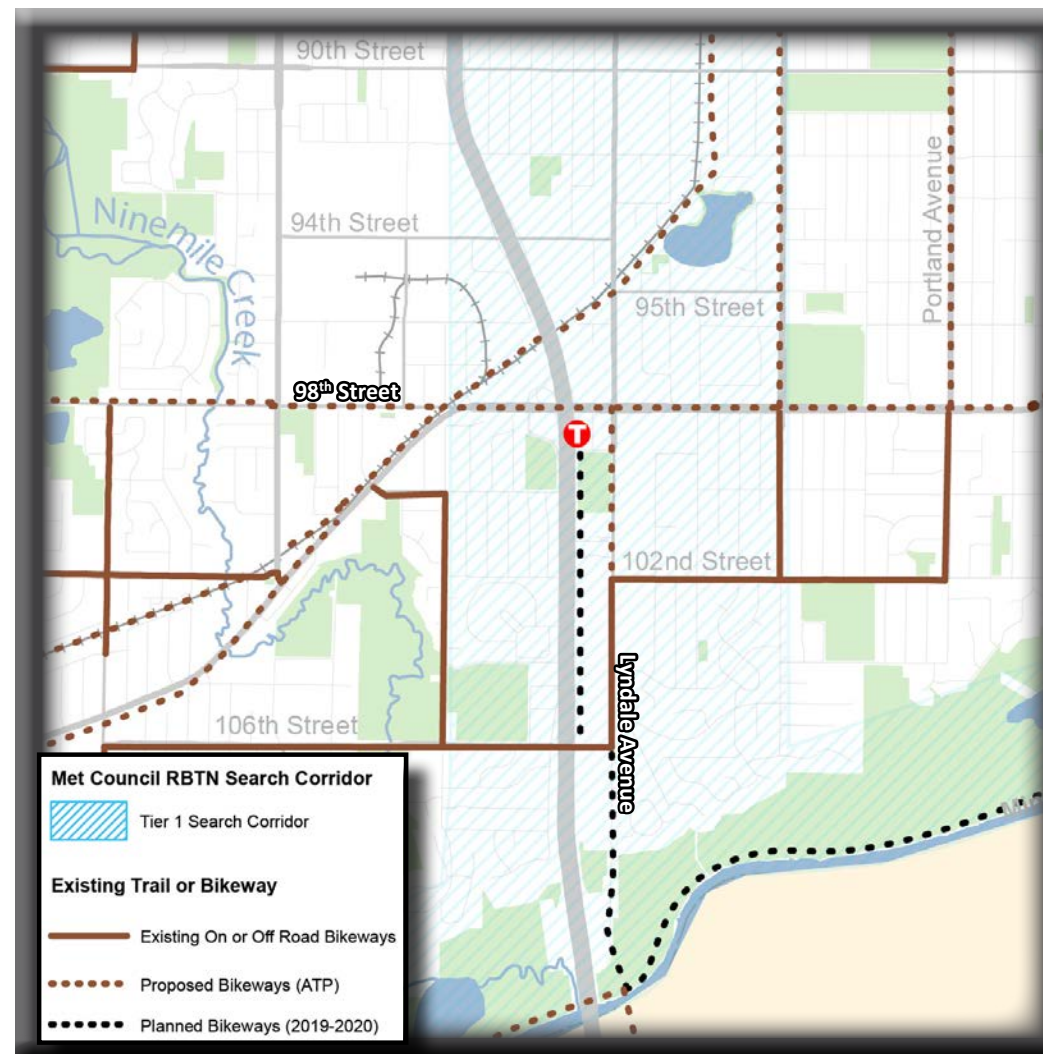 90th Street
Ninemile Creek
94th Street
Portland Avenue
95th Street
98th Street
T
102nd Street
Lyndale Avenue
106th Street
Met Council RBTN Search Corridor
Tier 1 Search Corridor
Existing Trail or Bikeway
Existing On or Off Road Bikeways
Proposed Bikeways (ATP)
Planned Bikeways (2019-2020)